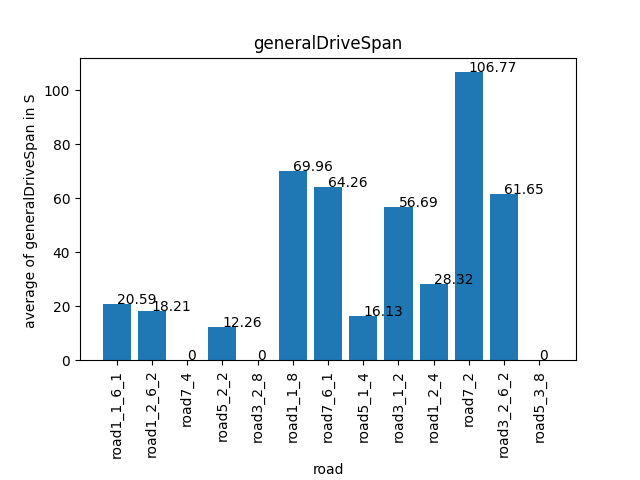 generalDriveSpan
average of generalDriveSpan in S
100
80
60
40
20
0
20.59
18.21
0
12.26
0
69.96
64.26
16.13
56.69
28.32
106.77
61.65
0
road1_1_6_1
road1_2_6_2
road7_4
road5_2_2
road3_2_8
road1_1_8
road7_6_1
road5_1_4
road3_1_2
road1_2_4
road7_2
road3_2_6_2
road5_3_8
road